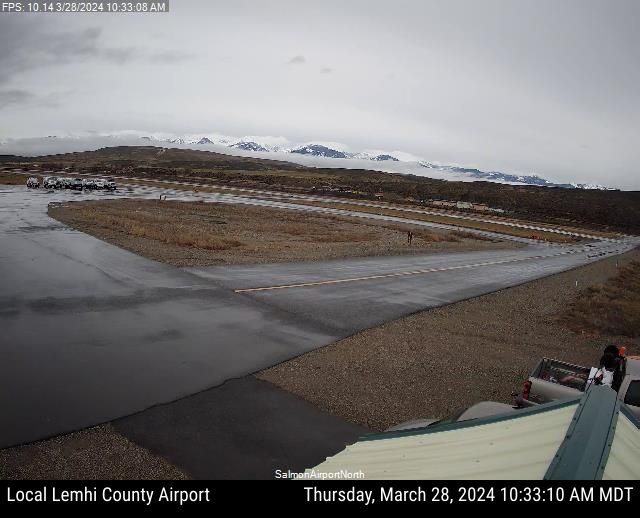 FPS: 10.14 3/28/2024 10:33:08 AM
SalmonAirportNorth
Local Lemhi County Airport Thursday, March 28, 2024 10:33:10 AM MDT